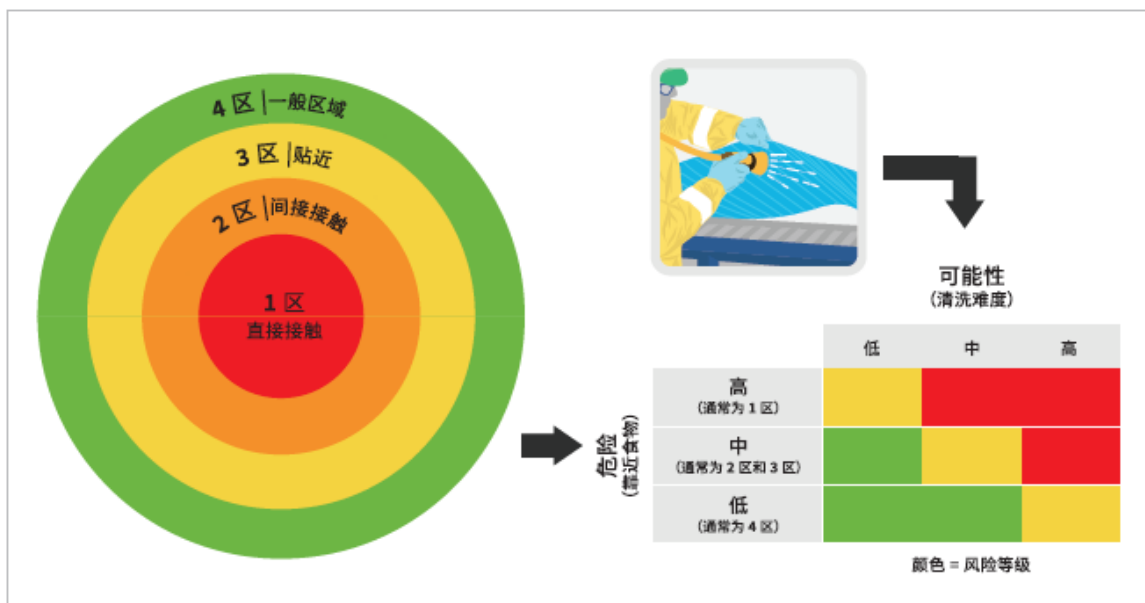 4 区 |一般区域
3 区 |贴近
2 区 |间接接触
1 区
直接接触
可能性
(清洗难度)
低
中
高
危险
(靠近食物)
高
(通常为 1 区)
中
(通常为 2 区和 3 区)
低
(通常为 4 区)
颜色 = 风险等级